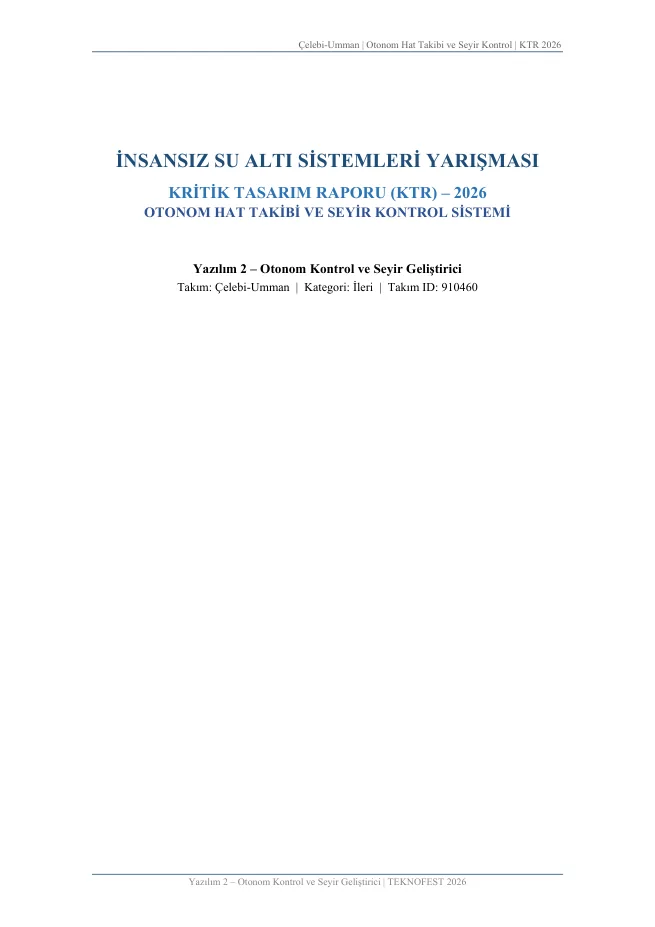 Çelebi-Umman | Otonom Hat Takibi ve Seyir Kontrol | KTR 2026
İNSANSIZ SU ALTI SİSTEMLERİ YARIŞMASI
KRİTİK TASARIM RAPORU (KTR) – 2026
OTONOM HAT TAKİBİ VE SEYİR KONTROL SİSTEMİ
Yazılım 2 – Otonom Kontrol ve Seyir Geliştirici
Takım: Çelebi-Umman | Kategori: İleri | Takım ID: 910460
Yazılım 2 – Otonom Kontrol ve Seyir Geliştirici | TEKNOFEST 2026